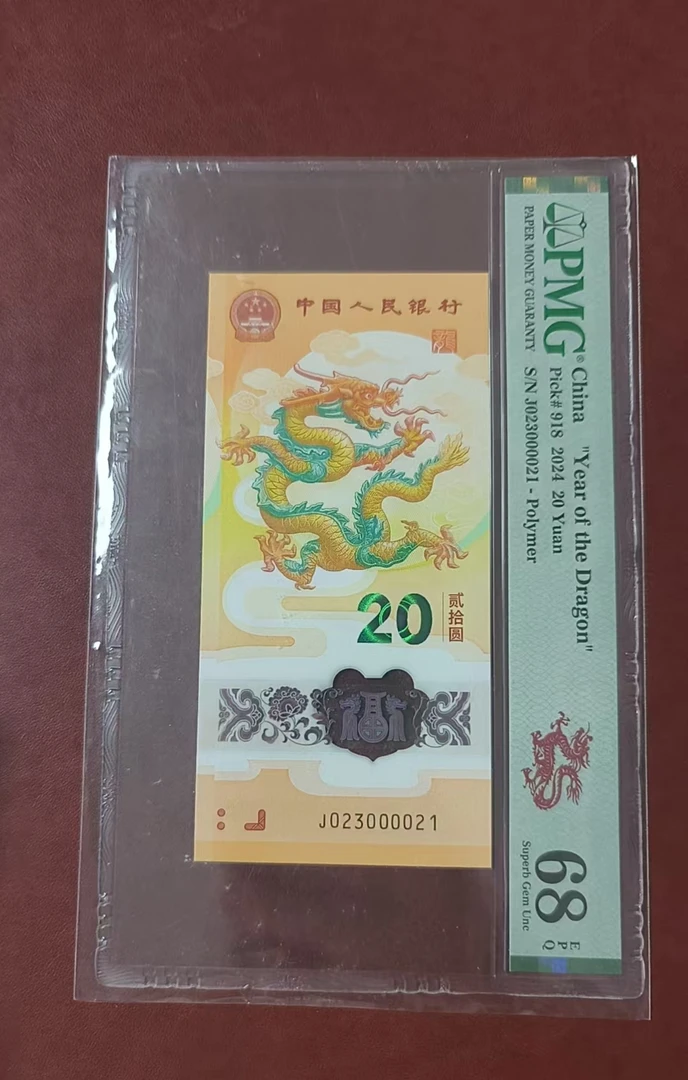 中国人民银行
20
贰拾圆
J023000021
PMG®
PAPER MONEY GUARANTY
China "Year of the Dragon"
Pick# 918 2024 20 Yuan
S/N J023000021 - Polymer
68
EPQ
Superb Gem Unc